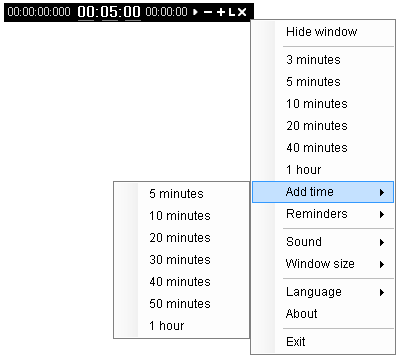 00:00:00:000 00:05:00 00:00:00 L
Hide window
3 minutes
5 minutes
10 minutes
20 minutes
40 minutes
1 hour
Add time
Reminders
Sound
Window size
Language
About
Exit
5 minutes
10 minutes
20 minutes
30 minutes
40 minutes
50 minutes
1 hour